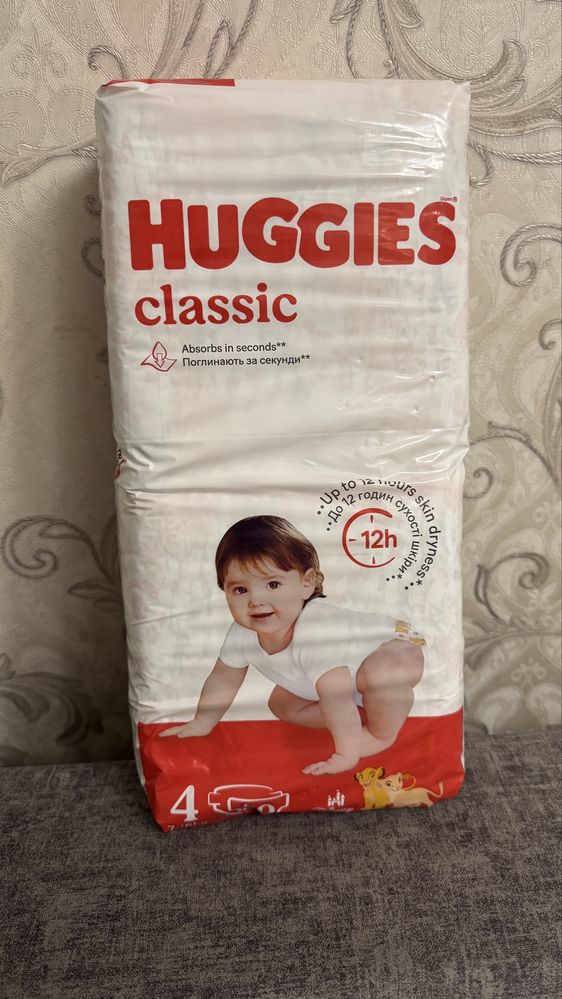 HUGGIES
classic
Absorbs in seconds**
Поглинають за секунди**
**Up to 12 hours skin dryness**
**До 12 годин сухості шкіри**
12h
4